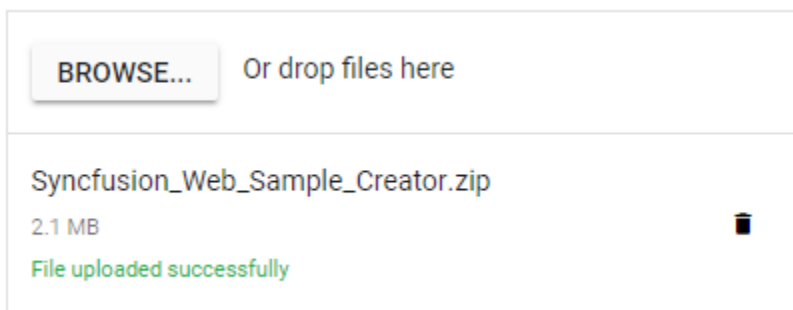 BROWSE... Or drop files here
Syncfusion_Web_Sample_Creator.zip
2.1 MB
File uploaded successfully